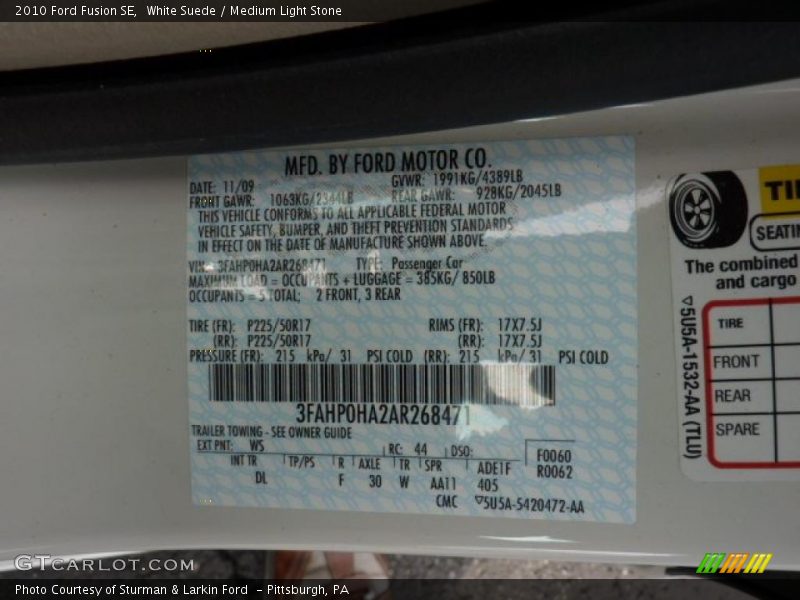 2010 Ford Fusion SE, White Suede / Medium Light Stone
MFD. BY FORD MOTOR CO.
DATE: 11/09 GVWR: 1991KG/4389LB
FRONT GAWR: 1063KG/2344LB REAR GAWR: 928KG/2045LB
THIS VEHICLE CONFORMS TO ALL APPLICABLE FEDERAL MOTOR
VEHICLE SAFETY, BUMPER, AND THEFT PREVENTION STANDARDS
IN EFFECT ON THE DATE OF MANUFACTURE SHOWN ABOVE.
VIN: 3FAHP0HA2AR268471 TYPE: Passenger Car
MAXIMUM LOAD = OCCUPANTS + LUGGAGE = 385KG/ 850LB
OCCUPANTS = 5 TOTAL; 2 FRONT, 3 REAR
TIRE (FR): P225/50R17 RIMS (FR): 17X7.5J
(RR): P225/50R17 (RR): 17X7.5J
PRESSURE (FR): 215 kPa/ 31 PSI COLD (RR): 215 kPa/ 31 PSI COLD
3FAHP0HA2AR268471
TRAILER TOWING - SEE OWNER GUIDE
EXT PNT: WS RC: 44 DSO: F0060
INT TR TP/PS R AXLE TR SPR ADE1F R0062
DL F 30 W AA11 405
CMC ▽5U5A-5420472-AA
TI
SEATIN
The combined
and cargo
TIRE
FRONT
REAR
SPARE
▽5U5A-1532-AA (TLU)
GTCARLOT.COM
Photo Courtesy of Sturman & Larkin Ford - Pittsburgh, PA